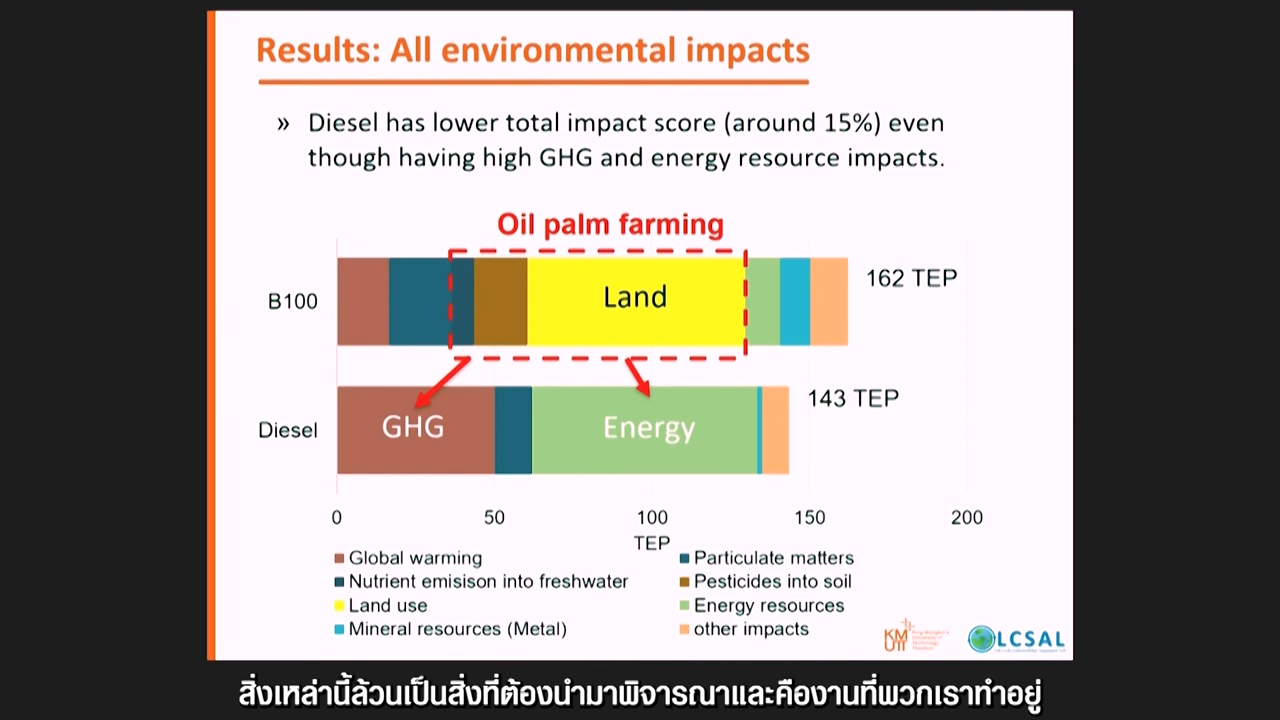 Results: All environmental impacts
» Diesel has lower total impact score (around 15%) even
though having high GHG and energy resource impacts.
Oil palm farming
B100
Land
162 TEP
Diesel
GHG
Energy
143 TEP
0 50 100 150 200
TEP
Global warming
Particulate matters
Nutrient emisison into freshwater
Pesticides into soil
Land use
Energy resources
Mineral resources (Metal)
other impacts
KM
UTT
LCSAL
สิ่งเหล่านี้ล้วนเป็นสิ่งที่ต้องนำมาพิจารณาและคืองานที่พวกเราทำอยู่